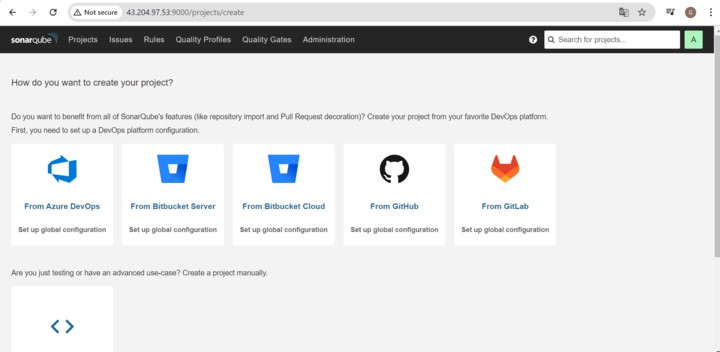 Not secure 43.204.97.53:9000/projects/create
G
sonarqube Projects Issues Rules Quality Profiles Quality Gates Administration ? Search for projects... A
How do you want to create your project?
Do you want to benefit from all of SonarQube's features (like repository import and Pull Request decoration)? Create your project from your favorite DevOps platform.
First, you need to set up a DevOps platform configuration.
From Azure DevOps From Bitbucket Server From Bitbucket Cloud From GitHub From GitLab
Set up global configuration Set up global configuration Set up global configuration Set up global configuration Set up global configuration
Are you just testing or have an advanced use-case? Create a project manually.